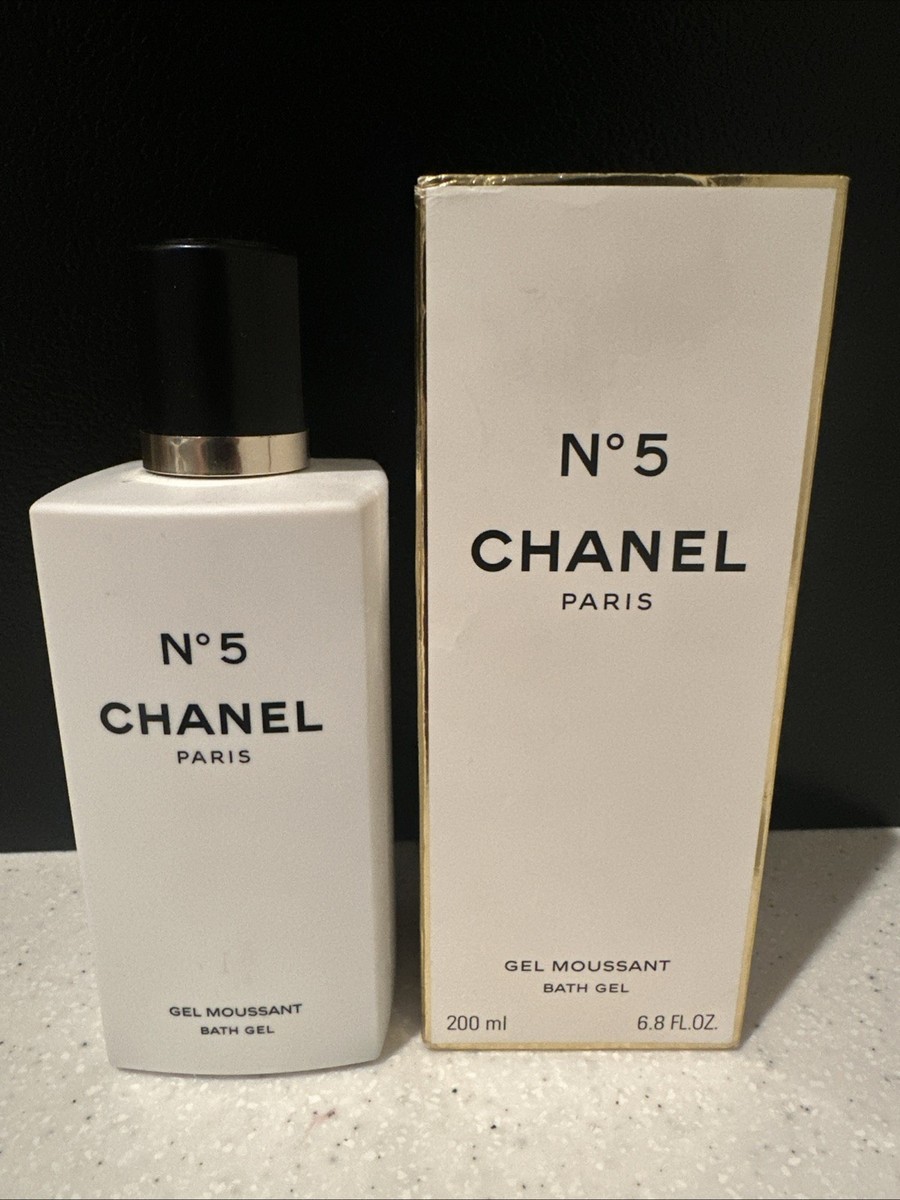 N° 5
CHANEL
PARIS
GEL MOUSSANT
BATH GEL
N° 5
CHANEL
PARIS
GEL MOUSSANT
BATH GEL
200 ml 6.8 FL.OZ.